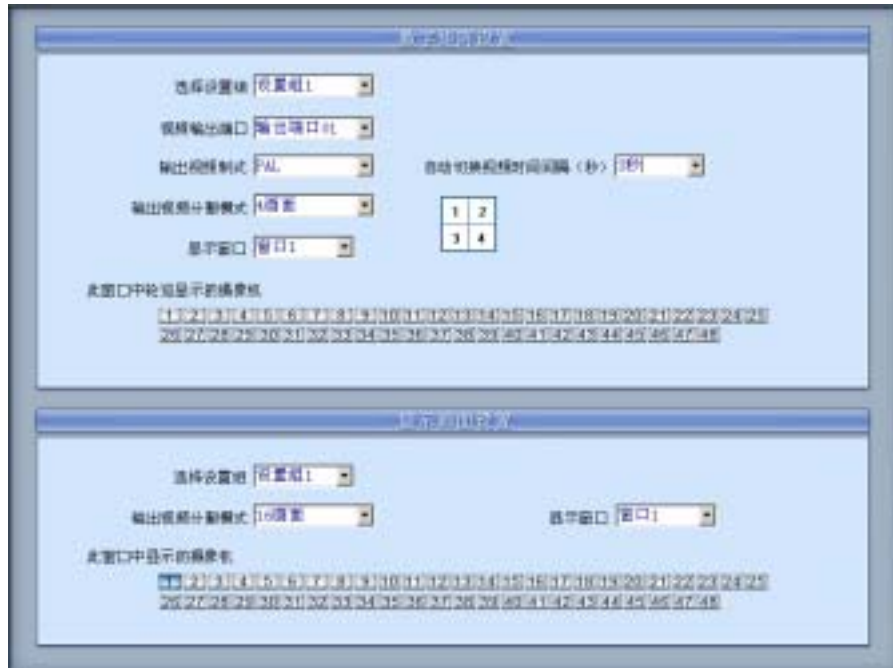 选择设置组 设置组1
视频输出端口 输出端口01
输出视频制式 PAL
自动切换视频时间间隔（秒）
输出视频分割模式 4画面
1 2
3 4
显示窗口 窗口1
此窗口中轮巡显示的摄像机
1 2 3 4 5 6 7 8 9 10 11 12 13 14 15 16 17 18 19 20 21 22 23 24 25
26 27 28 29 30 31 32 33 34 35 36 37 38 39 40 41 42 43 44 45 46 47 48
选择设置组 设置组1
输出视频分割模式 16画面
显示窗口 窗口1
此窗口中显示的摄像机
1 2 3 4 5 6 7 8 9 10 11 12 13 14 15 16 17 18 19 20 21 22 23 24 25
26 27 28 29 30 31 32 33 34 35 36 37 38 39 40 41 42 43 44 45 46 47 48